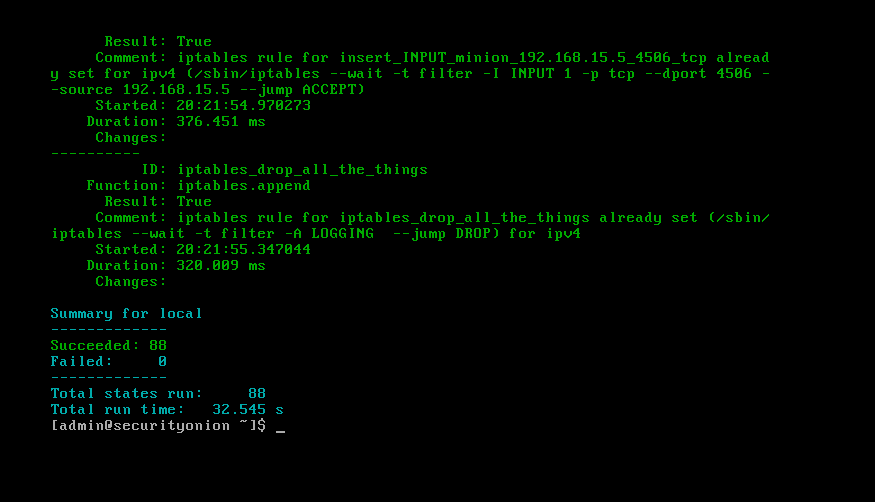 Result: True
     Comment: iptables rule for insert_INPUT_minion_192.168.15.5_4506_tcp alread
y set for ipv4 (/sbin/iptables --wait -t filter -I INPUT 1 -p tcp --dport 4506 -
-source 192.168.15.5 --jump ACCEPT)
     Started: 20:21:54.970273
    Duration: 376.451 ms
     Changes:
----------
          ID: iptables_drop_all_the_things
    Function: iptables.append
      Result: True
     Comment: iptables rule for iptables_drop_all_the_things already set (/sbin/
iptables --wait -t filter -A LOGGING  --jump DROP) for ipv4
     Started: 20:21:55.347044
    Duration: 320.009 ms
     Changes:

Summary for local
-------------
Succeeded: 88
Failed:     0
-------------
Total states run:     88
Total run time:   32.545 s
[admin@securityonion ~]$ _